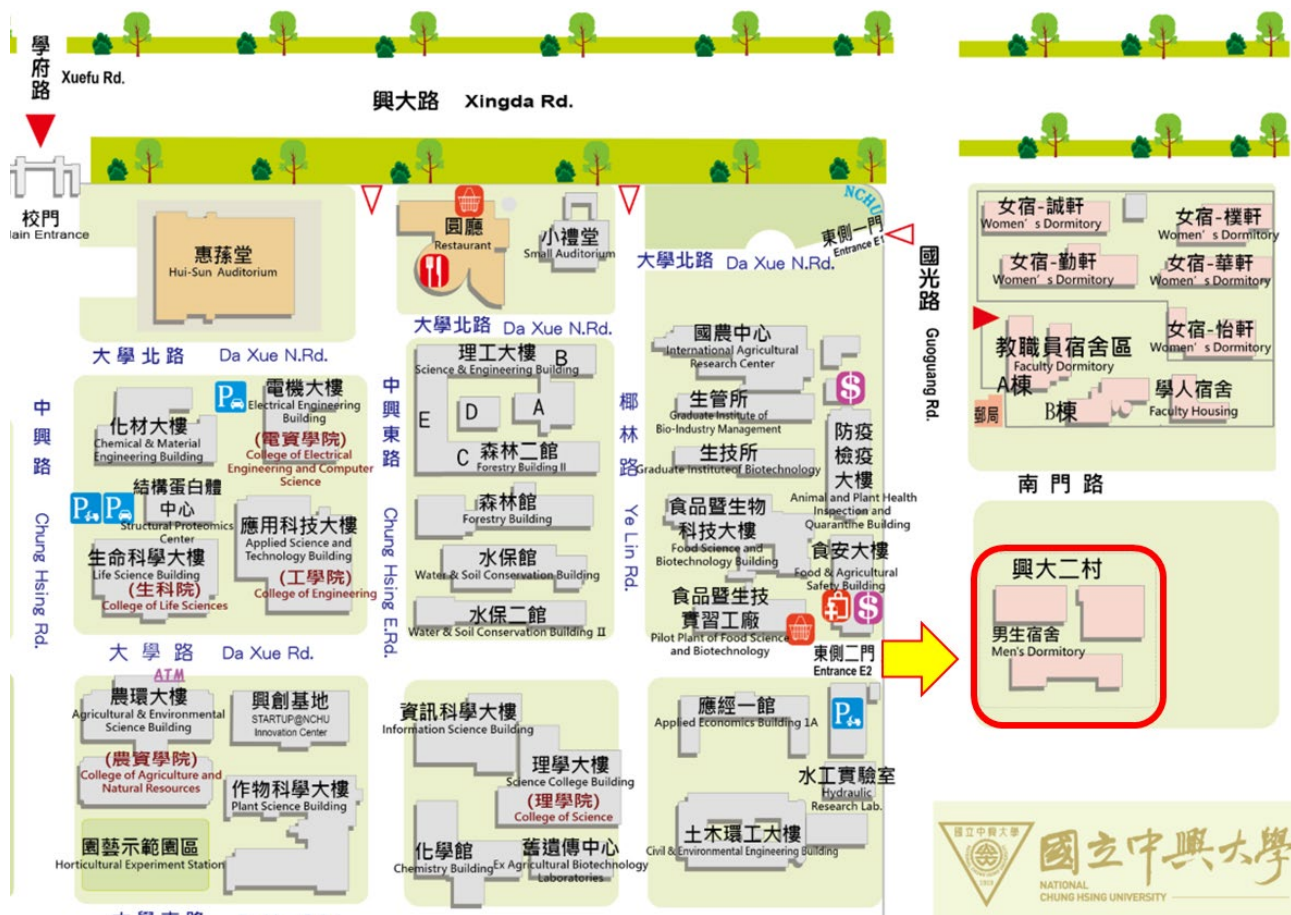 學府路
Xuefu Rd.
興大路 Xingda Rd.
校門
ain Entrance
惠蓀堂
Hui-Sun Auditorium
圓廳
Restaurant
小禮堂
Small Auditorium
NCHU
東側一門
Entrance E1
大學北路 Da Xue N.Rd.
國光路 Guoguang Rd.
女宿-誠軒
Women's Dormitory
女宿-樸軒
Women's Dormitory
女宿-勤軒
Women's Dormitory
女宿-華軒
Women's Dormitory
教職員宿舍區
Faculty Dormitory
A棟
B棟
女宿-怡軒
Women's Dormitory
學人宿舍
Faculty Housing
郵局
南門路
大學北路 Da Xue N.Rd.
大學北路 Da Xue N.Rd.
中興路 Chung Hsing Rd.
化材大樓
Chemical & Material
Engineering Building
P
電機大樓
Electrical Engineering
Building
(電資學院)
College of Electrical
Engineering and Computer
Science
P P
結構蛋白體
中心
Structural Proteomics
Center
生命科學大樓
Life Science Building
(生科院)
College of Life Sciences
應用科技大樓
Applied Science and
Technology Building
(工學院)
College of Engineering
中興東路 Chung Hsing E.Rd.
理工大樓
Science & Engineering Building
B
E
D
A
C
森林二館
Forestry Building II
森林館
Forestry Building
水保館
Water & Soil Conservation Building
水保二館
Water & Soil Conservation Building II
椰林路 Ye Lin Rd.
國農中心
International Agricultural
Research Center
生管所
Graduate Institute of
Bio-Industry Management
生技所
Graduate Instituteof Biotechnology
食品暨生物
科技大樓
Food Science and
Biotechnology Building
食品暨生技
實習工廠
Pilot Plant of Food Science
and Biotechnology
$
防疫
檢疫
大樓
Animal and Plant Health
Inspection and
Quarantine Building
食安大樓
Food & Agricultural
Safety Building
$
東側二門
Entrance E2
興大二村
男生宿舍
Men's Dormitory
大學路 Da Xue Rd.
ATM
農環大樓
Agricultural & Environmental
Science Building
(農資學院)
College of Agriculture and
Natural Resources
興創基地
STARTUP@NCHU
Innovation Center
作物科學大樓
Plant Science Building
園藝示範園區
Horticultural Experiment Station
資訊科學大樓
Information Science Building
理學大樓
Science College Building
(理學院)
College of Science
化學館
Chemistry Building
舊遺傳中心
Ex Agricultural Biotechnology
Laboratories
應經一館
Applied Economics Building 1A
P
水工實驗室
Hydraulic
Research Lab.
土木環工大樓
Civil & Environmental Engineering Building
國立中興大學
1919
國立中興大學
NATIONAL
CHUNG HSING UNIVERSITY